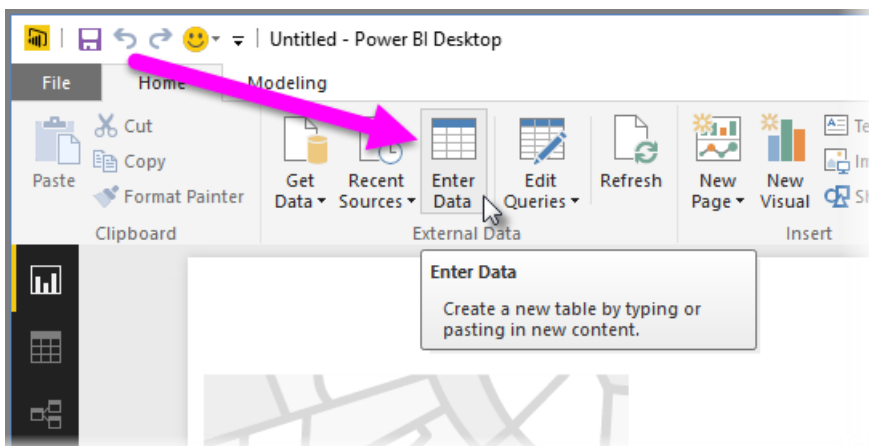 Untitled - Power BI Desktop
File Home Modeling
Cut
Copy
Format Painter
Paste
Get Data
Recent Sources
Enter Data
Edit Queries
Refresh
New Page
New Visual
Clipboard
External Data
Insert
Enter Data
Create a new table by typing or
pasting in new content.